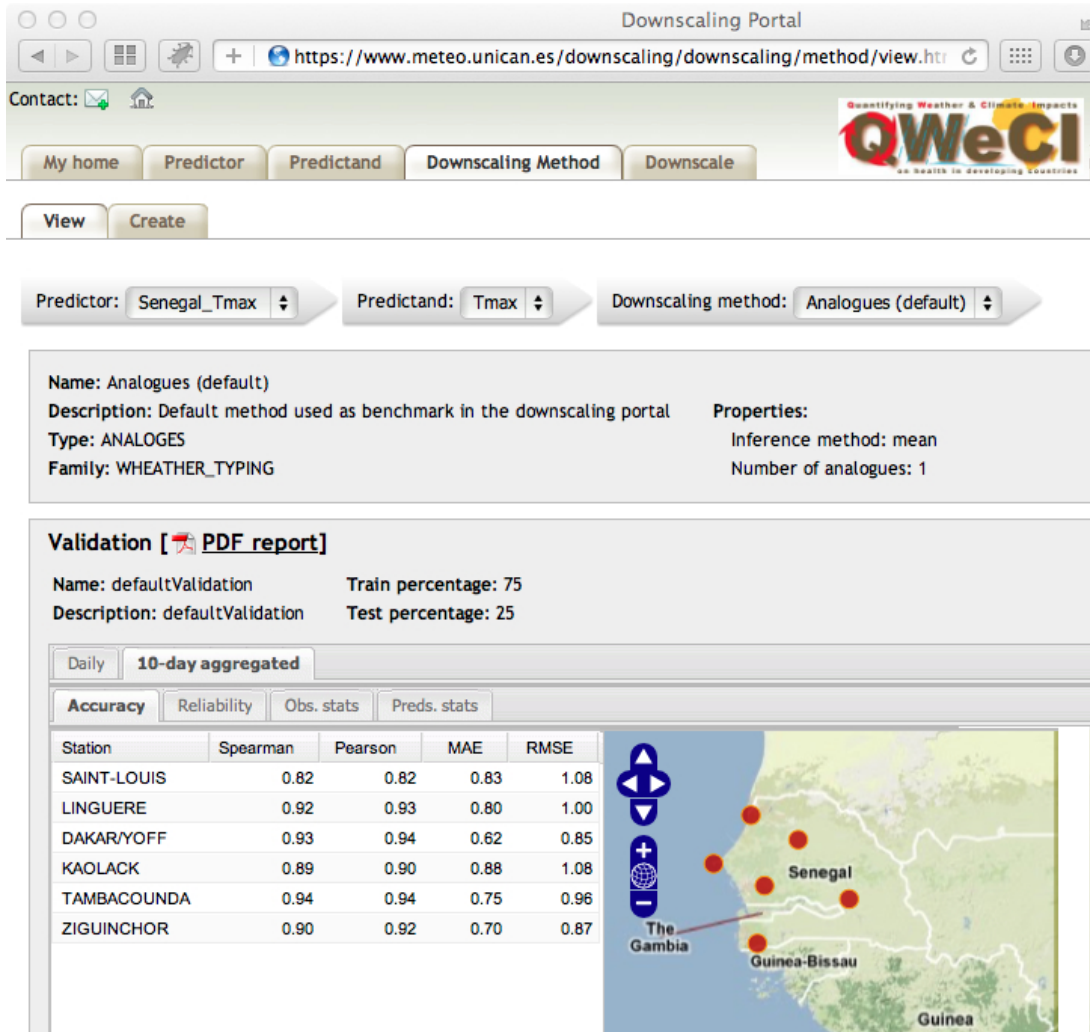 Downscaling Portal
https://www.meteo.unican.es/downscaling/downscaling/method/view.htr
Contact:
Quantifying Weather & Climate Impacts
QWeCI
on health in developing countries
My home Predictor Predictand Downscaling Method Downscale
View Create
Predictor: Senegal_Tmax Predictand: Tmax Downscaling method: Analogues (default)
Name: Analogues (default)
Description: Default method used as benchmark in the downscaling portal Properties:
Type: ANALOGES Inference method: mean
Family: WHEATHER_TYPING Number of analogues: 1
Validation [ PDF report]
Name: defaultValidation Train percentage: 75
Description: defaultValidation Test percentage: 25
Daily 10-day aggregated
Accuracy Reliability Obs. stats Preds. stats
Station Spearman Pearson MAE RMSE
SAINT-LOUIS 0.82 0.82 0.83 1.08
LINGUERE 0.92 0.93 0.80 1.00
DAKAR/YOFF 0.93 0.94 0.62 0.85
KAOLACK 0.89 0.90 0.88 1.08
TAMBACOUNDA 0.94 0.94 0.75 0.96
ZIGUINCHOR 0.90 0.92 0.70 0.87
Senegal
The
Gambia
Guinea-Bissau
Guinea